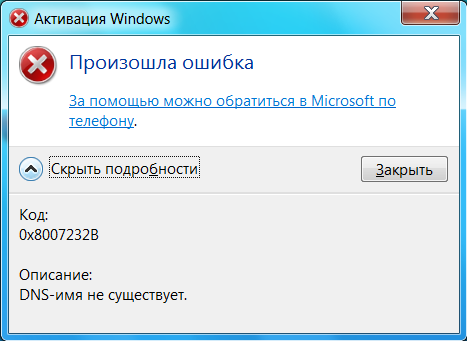 Активация Windows
Произошла ошибка
За помощью можно обратиться в Microsoft по
телефону.
Скрыть подробности
Закрыть
Код:
0x8007232B
Описание:
DNS-имя не существует.